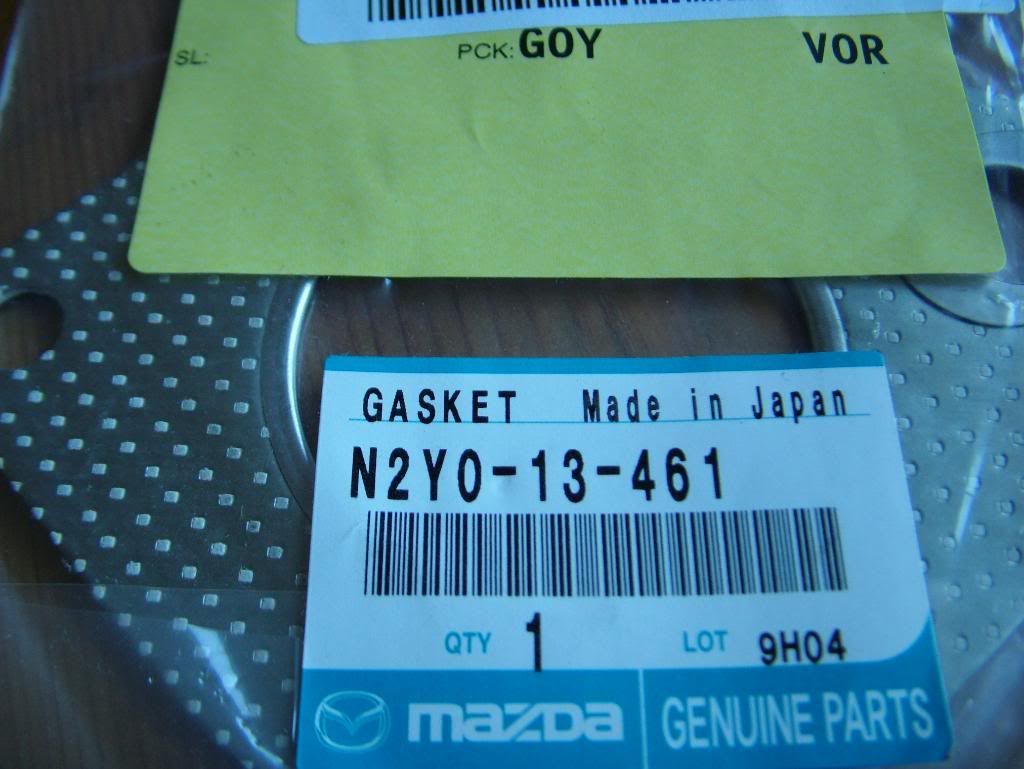 SL: PCK: GOY VOR
GASKET Made in Japan
N2Y0-13-461
QTY 1 LOT 9H04
mazda GENUINE PARTS